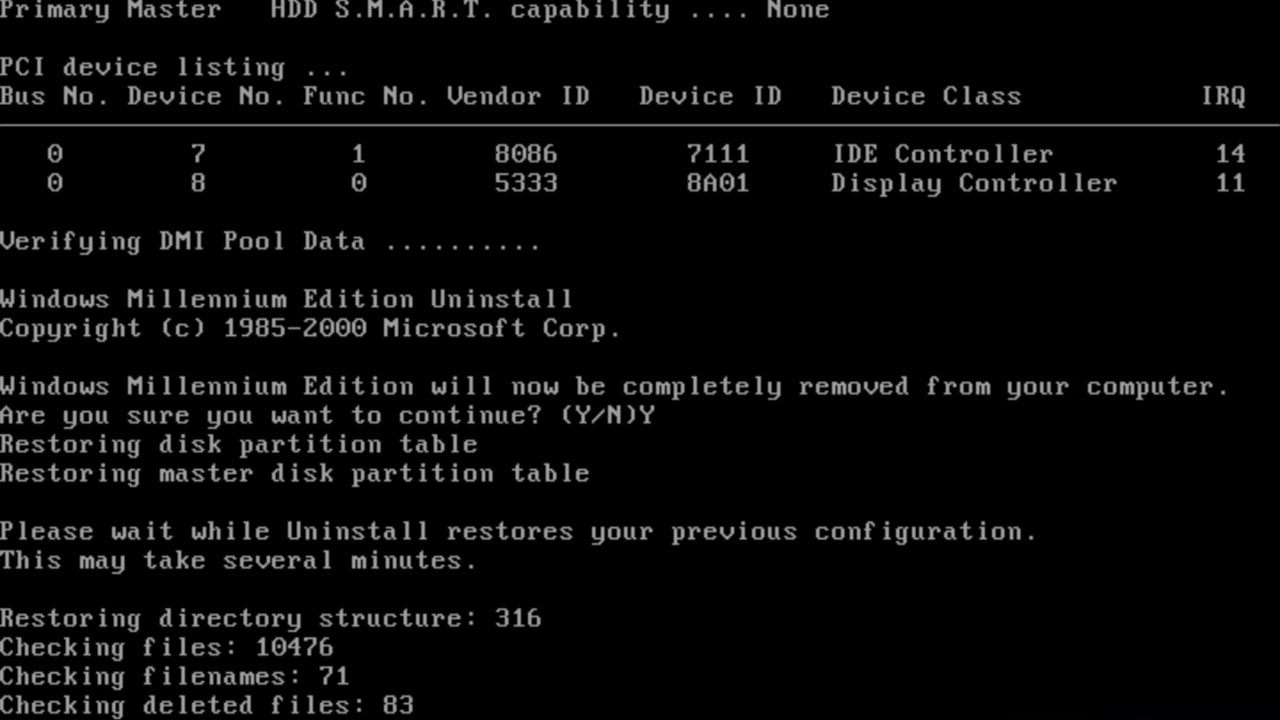 Primary Master   HDD S.M.A.R.T. capability .... None
PCI device listing ...
Bus No. Device No. Func No. Vendor ID   Device ID   Device Class           IRQ
0        7         1        8086        7111     IDE Controller          14
0        8         0        5333        8A01     Display Controller      11
Verifying DMI Pool Data ..........
Windows Millennium Edition Uninstall
Copyright (c) 1985-2000 Microsoft Corp.
Windows Millennium Edition will now be completely removed from your computer.
Are you sure you want to continue? (Y/N)Y
Restoring disk partition table
Restoring master disk partition table
Please wait while Uninstall restores your previous configuration.
This may take several minutes.
Restoring directory structure: 316
Checking files: 10476
Checking filenames: 71
Checking deleted files: 83